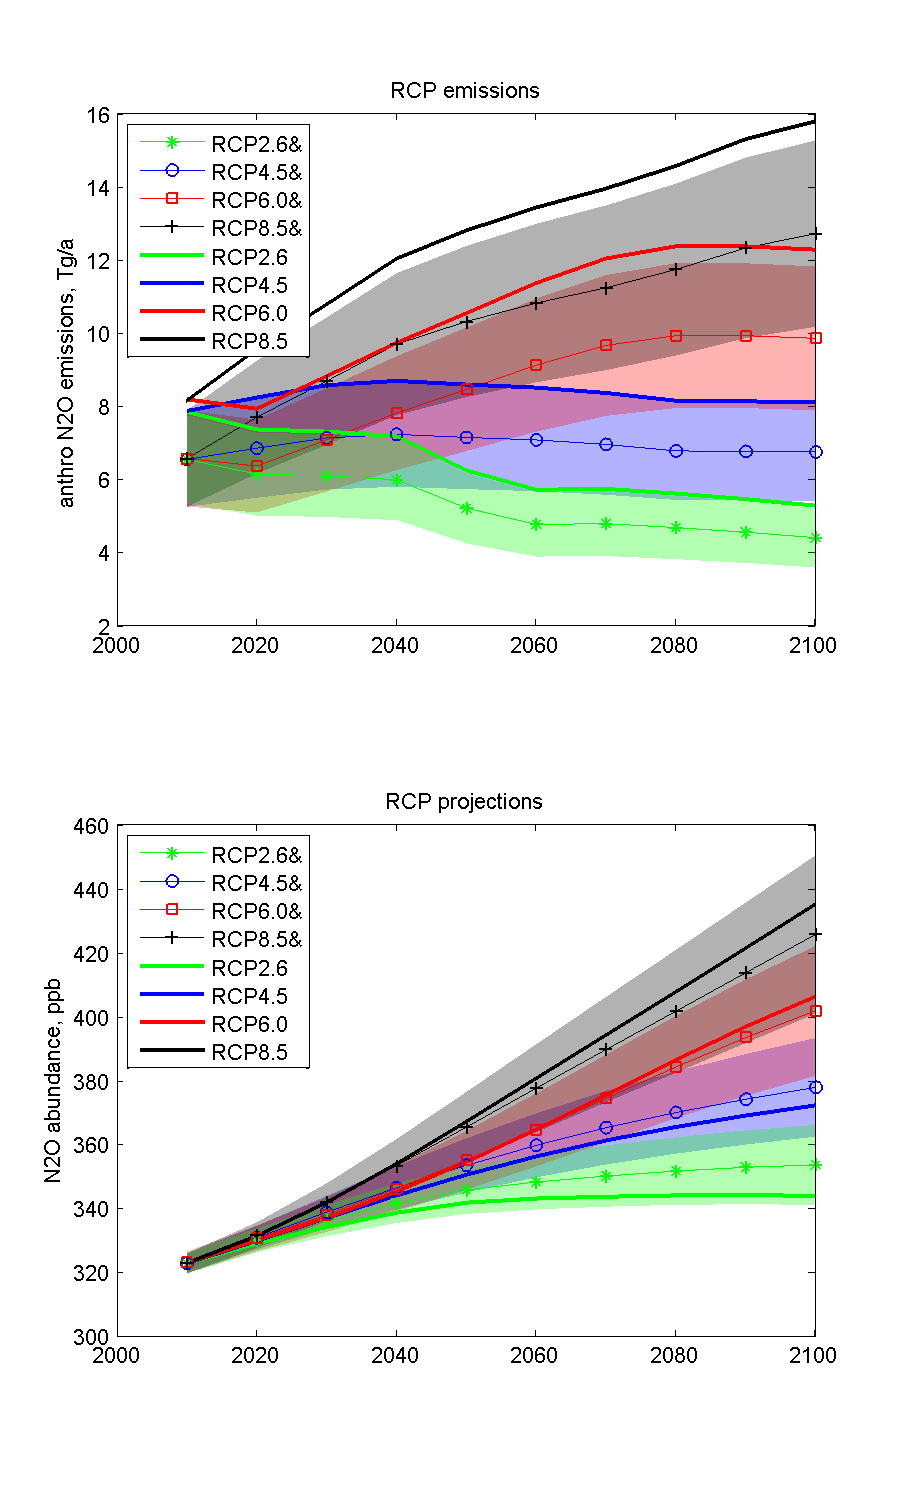 RCP emissions
16
14
12
10
8
6
4
2
anthro N2O emissions, Tg/a
RCP2.6&
RCP4.5&
RCP6.0&
RCP8.5&
RCP2.6
RCP4.5
RCP6.0
RCP8.5
2000 2020 2040 2060 2080 2100
RCP projections
460
440
420
400
380
360
340
320
300
N2O abundance, ppb
RCP2.6&
RCP4.5&
RCP6.0&
RCP8.5&
RCP2.6
RCP4.5
RCP6.0
RCP8.5
2000 2020 2040 2060 2080 2100